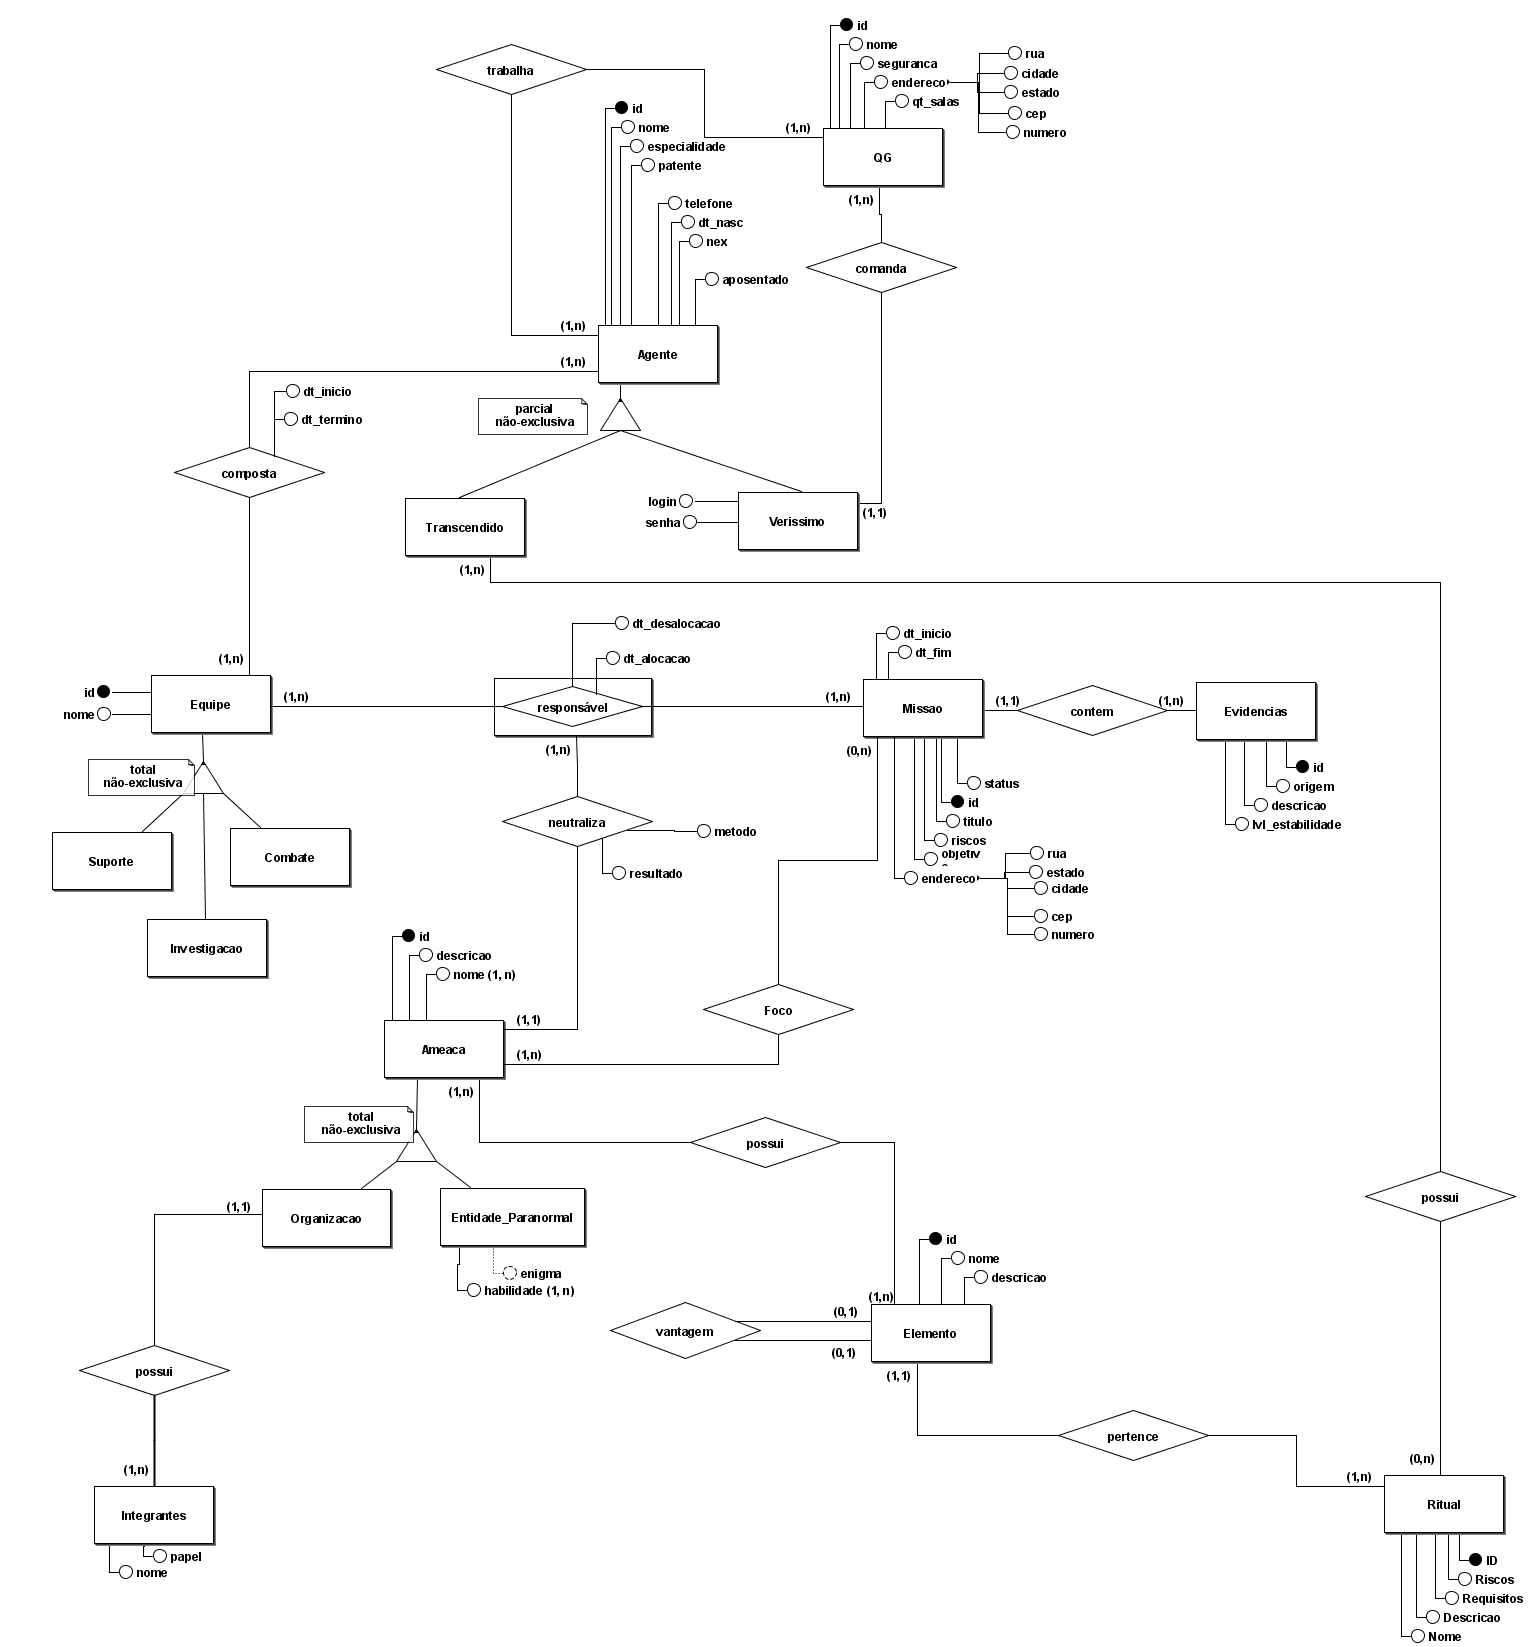 id
nome
seguranca
endereco
qt_salas
rua
cidade
estado
cep
numero
trabalha
(1,n)
QG
(1,n)
id
nome
especialidade
patente
telefone
dt_nasc
nex
aposentado
comanda
(1,n)
(1,n)
Agente
dt_inicio
dt_termino
composta
parcial
não-exclusiva
Transcendido
(1,n)
login
senha
Verissimo
(1,1)
dt_desalocacao
dt_alocacao
(1,n)
id
nome
Equipe
(1,n)
responsável
(1,n)
dt_inicio
dt_fim
(1,n)
Missao
(0,n)
(1,1)
contem
(1,n)
Evidencias
id
origem
descricao
lvl_estabilidade
total
não-exclusiva
Suporte
Combate
Investigacao
neutraliza
metodo
resultado
status
id
titulo
riscos
objetiv
endereco
rua
estado
cidade
cep
numero
id
descricao
nome (1, n)
Ameaca
(1,1)
(1,n)
(1,n)
Foco
total
não-exclusiva
possui
(1,1)
Organizacao
Entidade_Paranormal
enigma
habilidade (1, n)
possui
id
nome
descricao
(1,n)
(0,1)
(0,1)
vantagem
Elemento
(1,1)
possui
(1,n)
Integrantes
papel
nome
pertence
(1,n)
(0,n)
Ritual
ID
Riscos
Requisitos
Descricao
Nome